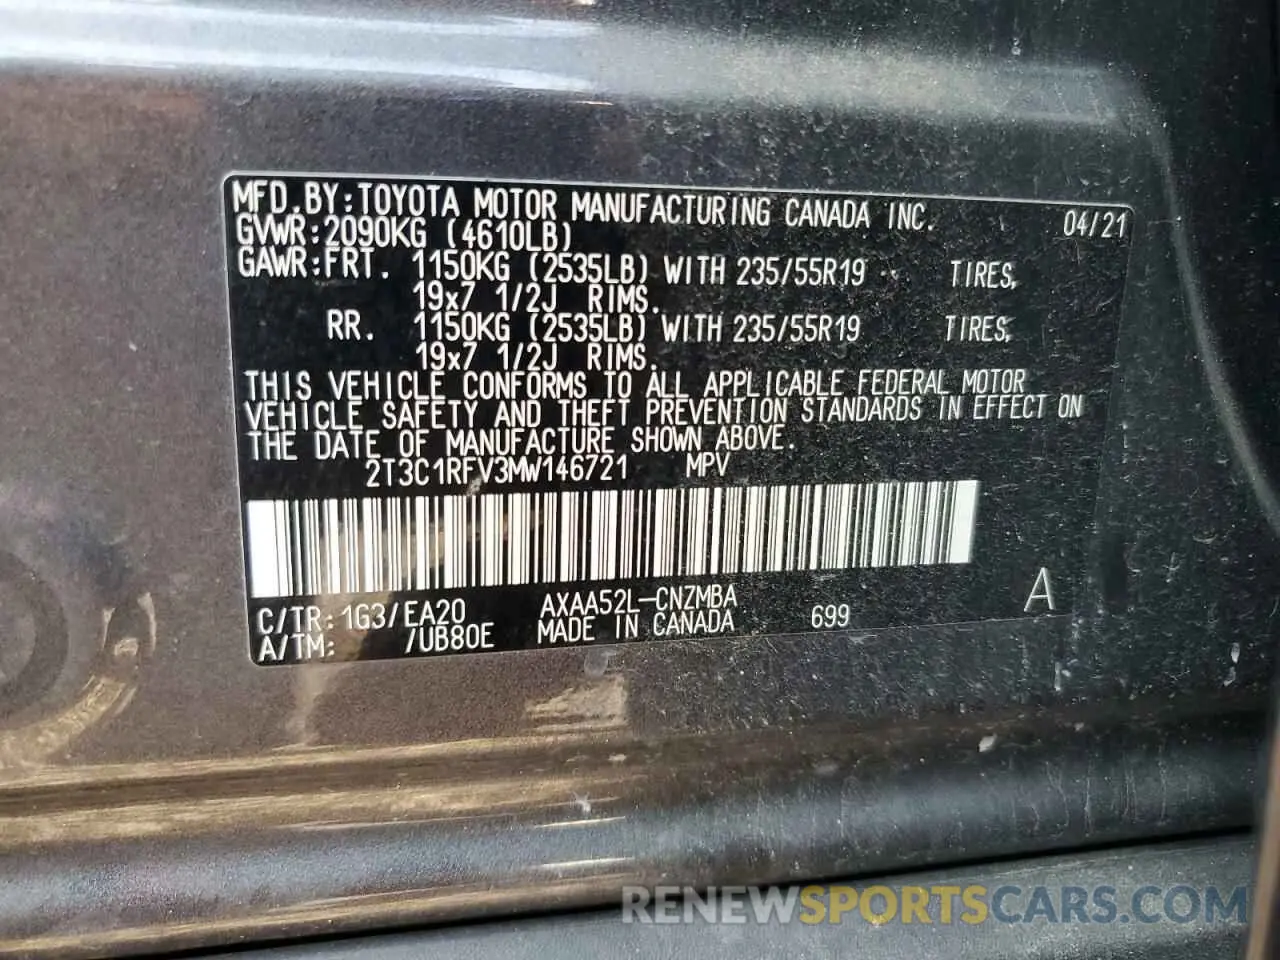 MFD.BY:TOYOTA MOTOR MANUFACTURING CANADA INC. 04/21
GVWR:2090KG (4610LB)
GAWR:FRT. 1150KG (2535LB) WITH 235/55R19 TIRES,
19x7 1/2J RIMS.
RR. 1150KG (2535LB) WITH 235/55R19 TIRES,
19x7 1/2J RIMS.
THIS VEHICLE CONFORMS TO ALL APPLICABLE FEDERAL MOTOR
VEHICLE SAFETY AND THEFT PREVENTION STANDARDS IN EFFECT ON
THE DATE OF MANUFACTURE SHOWN ABOVE.
2T3C1RFV3MW146721 MPV
C/TR:1G3/EA20 AXAA52L-CNZMBA A
A/TM: /UB80E MADE IN CANADA 699
RENEWSPORTSCARS.COM